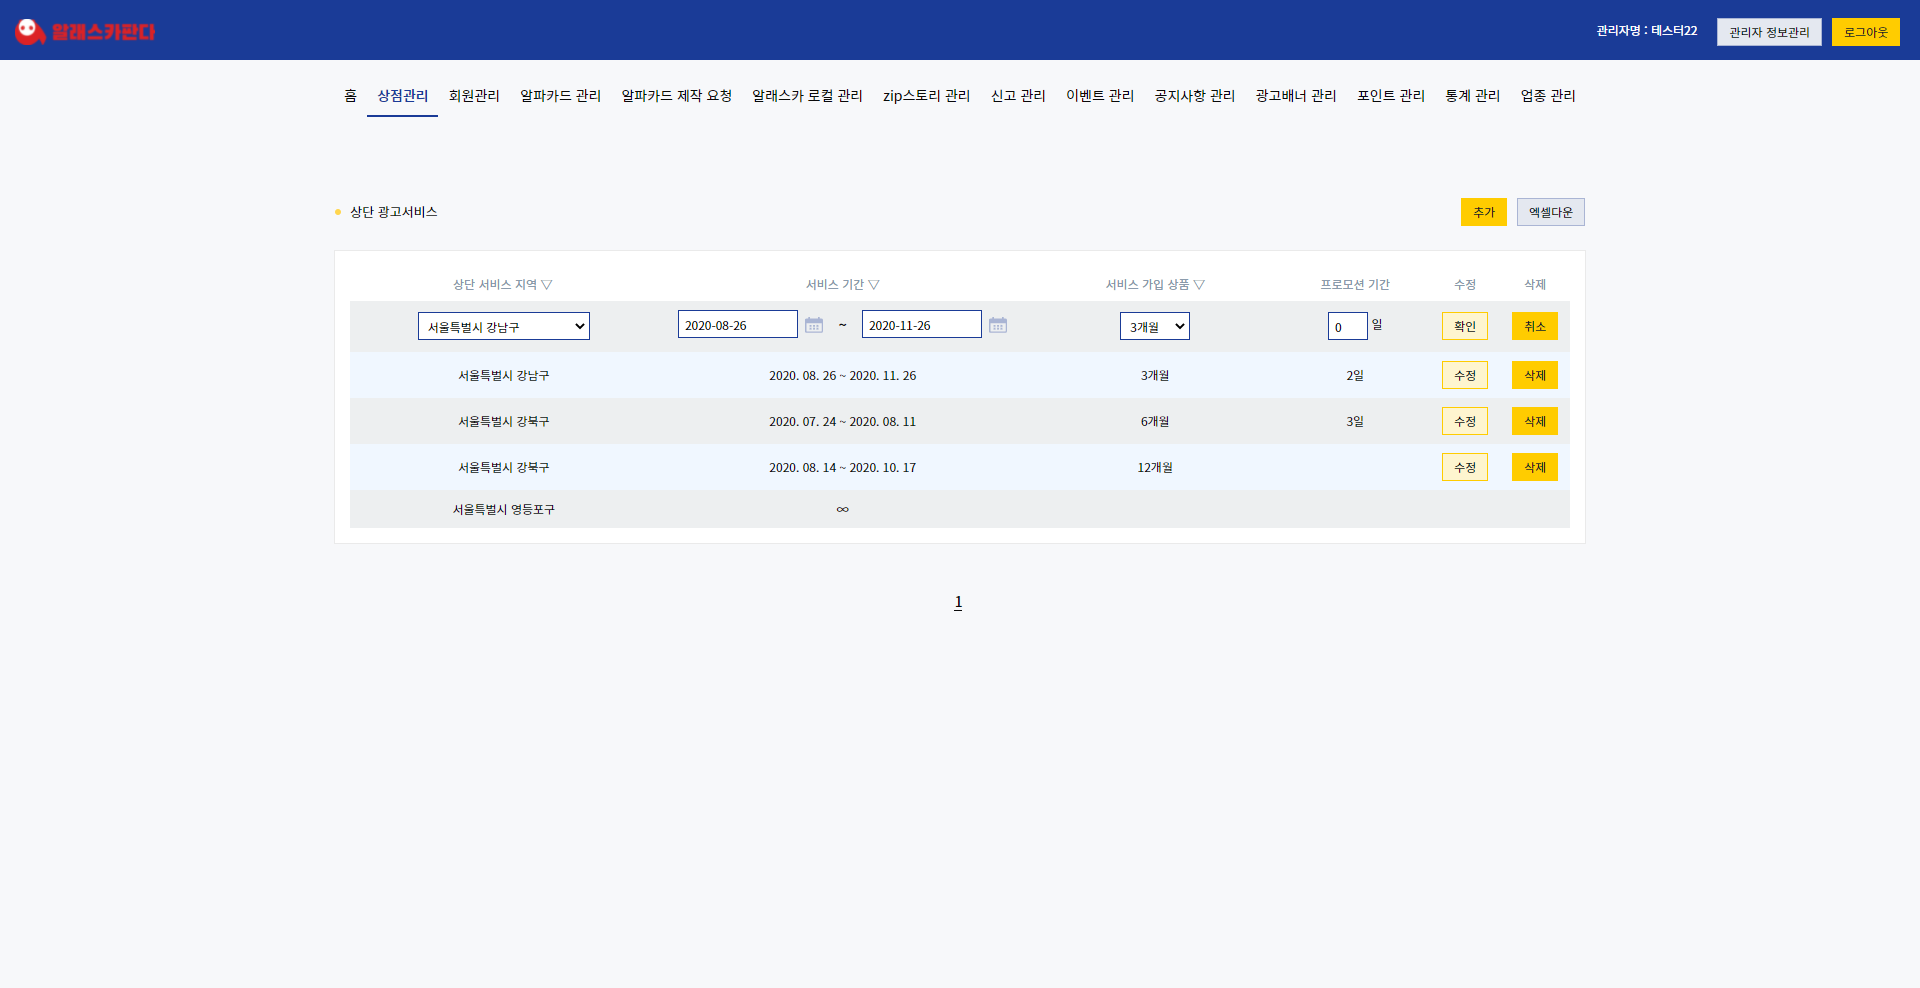 알래스카판다
관리자명 : 테스터22 관리자 정보관리 로그아웃
홈 상점관리 회원관리 알파카드 관리 알파카드 제작 요청 알래스카 로컬 관리 zip스토리 관리 신고 관리 이벤트 관리 공지사항 관리 광고배너 관리 포인트 관리 통계 관리 업종 관리
상단 광고서비스 추가 엑셀다운
상단 서비스 지역 ▽ 서비스 기간 ▽ 서비스 가입 상품 ▽ 프로모션 기간 수정 삭제
서울특별시 강남구 2020-08-26 ~ 2020-11-26 3개월 0 일 확인 취소
서울특별시 강남구 2020. 08. 26 ~ 2020. 11. 26 3개월 2일 수정 삭제
서울특별시 강북구 2020. 07. 24 ~ 2020. 08. 11 6개월 3일 수정 삭제
서울특별시 강북구 2020. 08. 14 ~ 2020. 10. 17 12개월 수정 삭제
서울특별시 영등포구 ∞
1